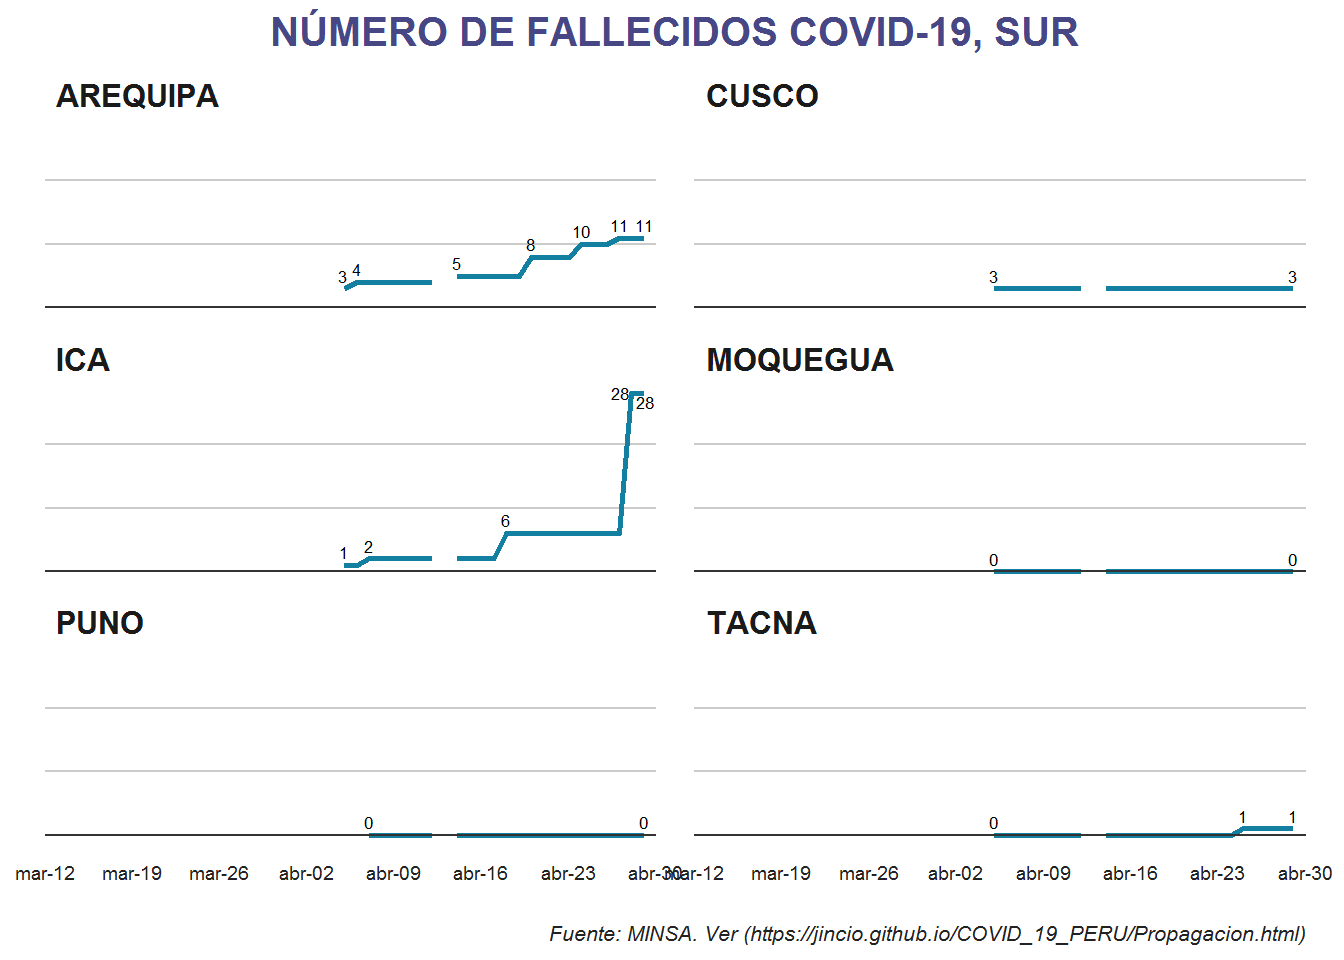 NÚMERO DE FALLECIDOS COVID-19, SUR
AREQUIPA
3 4 5 8 10 11 11
CUSCO
3 3
ICA
1 2 6 28 28
MOQUEGUA
0 0
PUNO
0 0
TACNA
0 1 1
mar-12 mar-19 mar-26 abr-02 abr-09 abr-16 abr-23 abr-30
mar-12 mar-19 mar-26 abr-02 abr-09 abr-16 abr-23 abr-30
Fuente: MINSA. Ver (https://jincio.github.io/COVID_19_PERU/Propagacion.html)